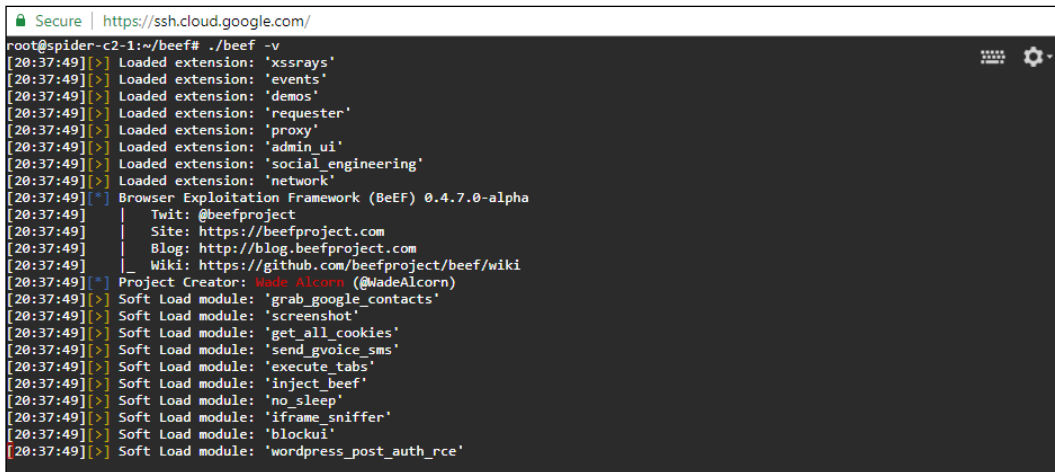 Secure | https://ssh.cloud.google.com/
root@spider-c2-1:~/beef# ./beef -v
[20:37:49][>] Loaded extension: 'xssrays'
[20:37:49][>] Loaded extension: 'events'
[20:37:49][>] Loaded extension: 'demos'
[20:37:49][>] Loaded extension: 'requester'
[20:37:49][>] Loaded extension: 'proxy'
[20:37:49][>] Loaded extension: 'admin_ui'
[20:37:49][>] Loaded extension: 'social_engineering'
[20:37:49][>] Loaded extension: 'network'
[20:37:49][*] Browser Exploitation Framework (BeEF) 0.4.7.0-alpha
[20:37:49]    |   Twit: @beefproject
[20:37:49]    |   Site: https://beefproject.com
[20:37:49]    |   Blog: http://blog.beefproject.com
[20:37:49]    |_  Wiki: https://github.com/beefproject/beef/wiki
[20:37:49][*] Project Creator: Wade Alcorn (@WadeAlcorn)
[20:37:49][>] Soft Load module: 'grab_google_contacts'
[20:37:49][>] Soft Load module: 'screenshot'
[20:37:49][>] Soft Load module: 'get_all_cookies'
[20:37:49][>] Soft Load module: 'send_gvoice_sms'
[20:37:49][>] Soft Load module: 'execute_tabs'
[20:37:49][>] Soft Load module: 'inject_beef'
[20:37:49][>] Soft Load module: 'no_sleep'
[20:37:49][>] Soft Load module: 'iframe_sniffer'
[20:37:49][>] Soft Load module: 'blockui'
[20:37:49][>] Soft Load module: 'wordpress_post_auth_rce'